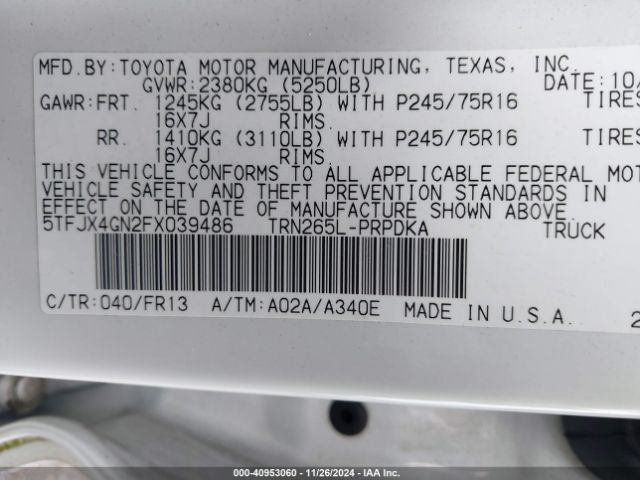 MFD.BY:TOYOTA MOTOR MANUFACTURING, TEXAS, INC.
GVWR:2380KG (5250LB) DATE:10/
GAWR:FRT. 1245KG (2755LB) WITH P245/75R16 TIRES
16X7J RIMS
RR. 1410KG (3110LB) WITH P245/75R16 TIRES
16X7J RIMS.
THIS VEHICLE CONFORMS TO ALL APPLICABLE FEDERAL MOT
VEHICLE SAFETY AND THEFT PREVENTION STANDARDS IN
EFFECT ON THE DATE OF MANUFACTURE SHOWN ABOVE.
5TFJX4GN2FX039486 TRN265L-PRPDKA TRUCK
C/TR:040/FR13 A/TM:A02A/A340E MADE IN U.S.A. 2
000-40953060 - 11/26/2024 - IAA Inc.